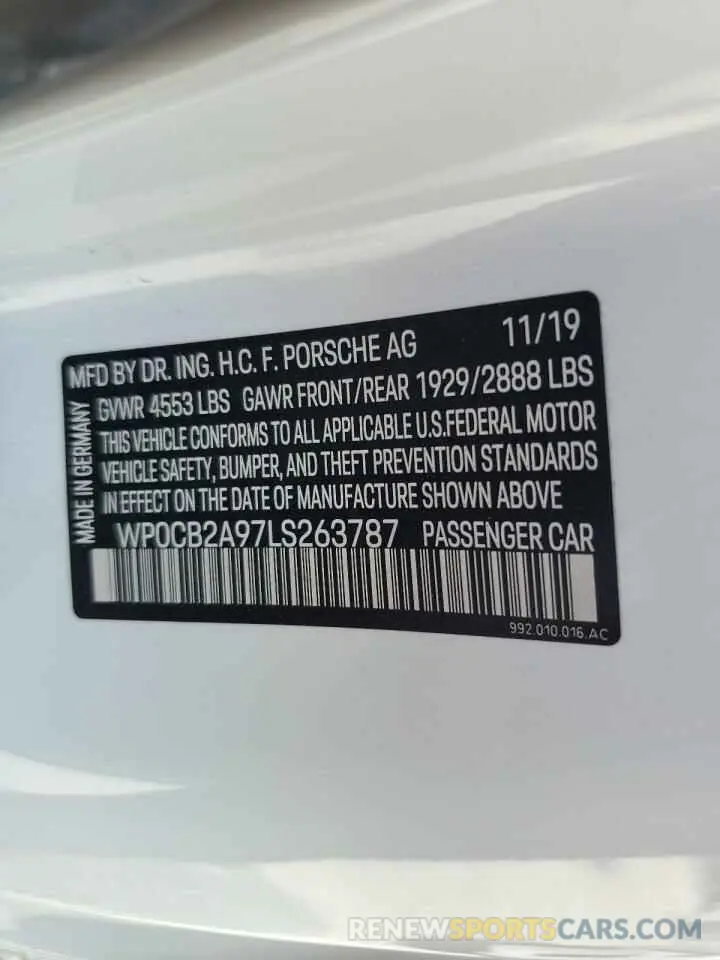 MFD BY DR. ING. H.C. F. PORSCHE AG 11/19
GVWR 4553 LBS GAWR FRONT/REAR 1929/2888 LBS
THIS VEHICLE CONFORMS TO ALL APPLICABLE U.S.FEDERAL MOTOR
VEHICLE SAFETY, BUMPER, AND THEFT PREVENTION STANDARDS
IN EFFECT ON THE DATE OF MANUFACTURE SHOWN ABOVE
MADE IN GERMANY
WP0CB2A97LS263787 PASSENGER CAR
992.010.016.AC
RENEWSPORTSCARS.COM